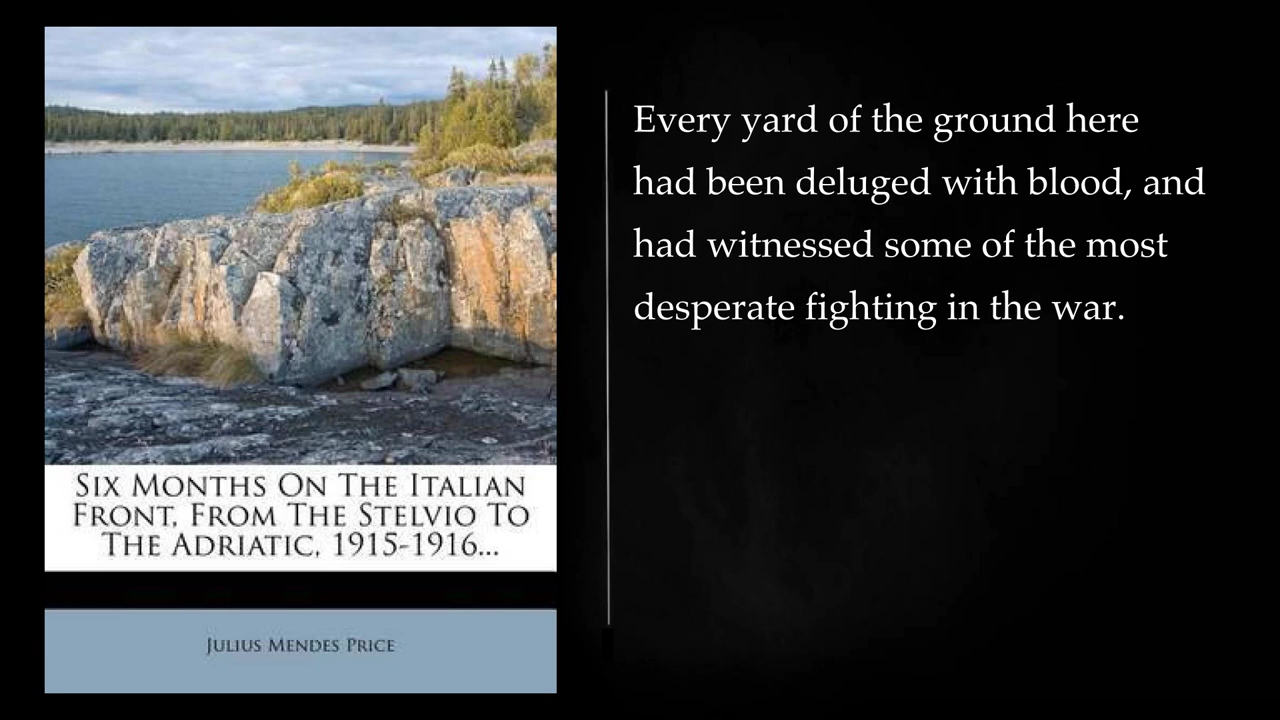 Six Months On The Italian
Front, From The Stelvio To
The Adriatic, 1915-1916...
Julius Mendes Price
Every yard of the ground here
had been deluged with blood, and
had witnessed some of the most
desperate fighting in the war.